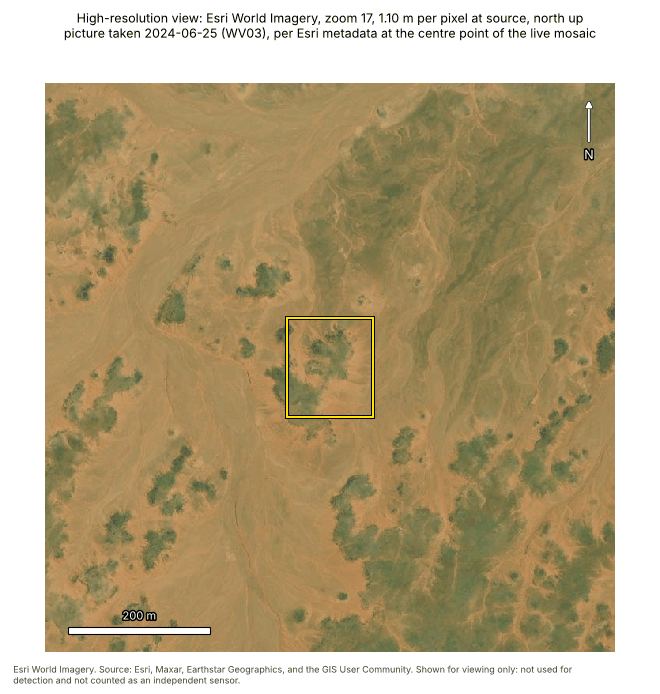 High-resolution view: Esri World Imagery, zoom 17, 1.10 m per pixel at source, north up
picture taken 2024-06-25 (WV03), per Esri metadata at the centre point of the live mosaic
N
200 m
Esri World Imagery. Source: Esri, Maxar, Earthstar Geographics, and the GIS User Community. Shown for viewing only: not used for
detection and not counted as an independent sensor.